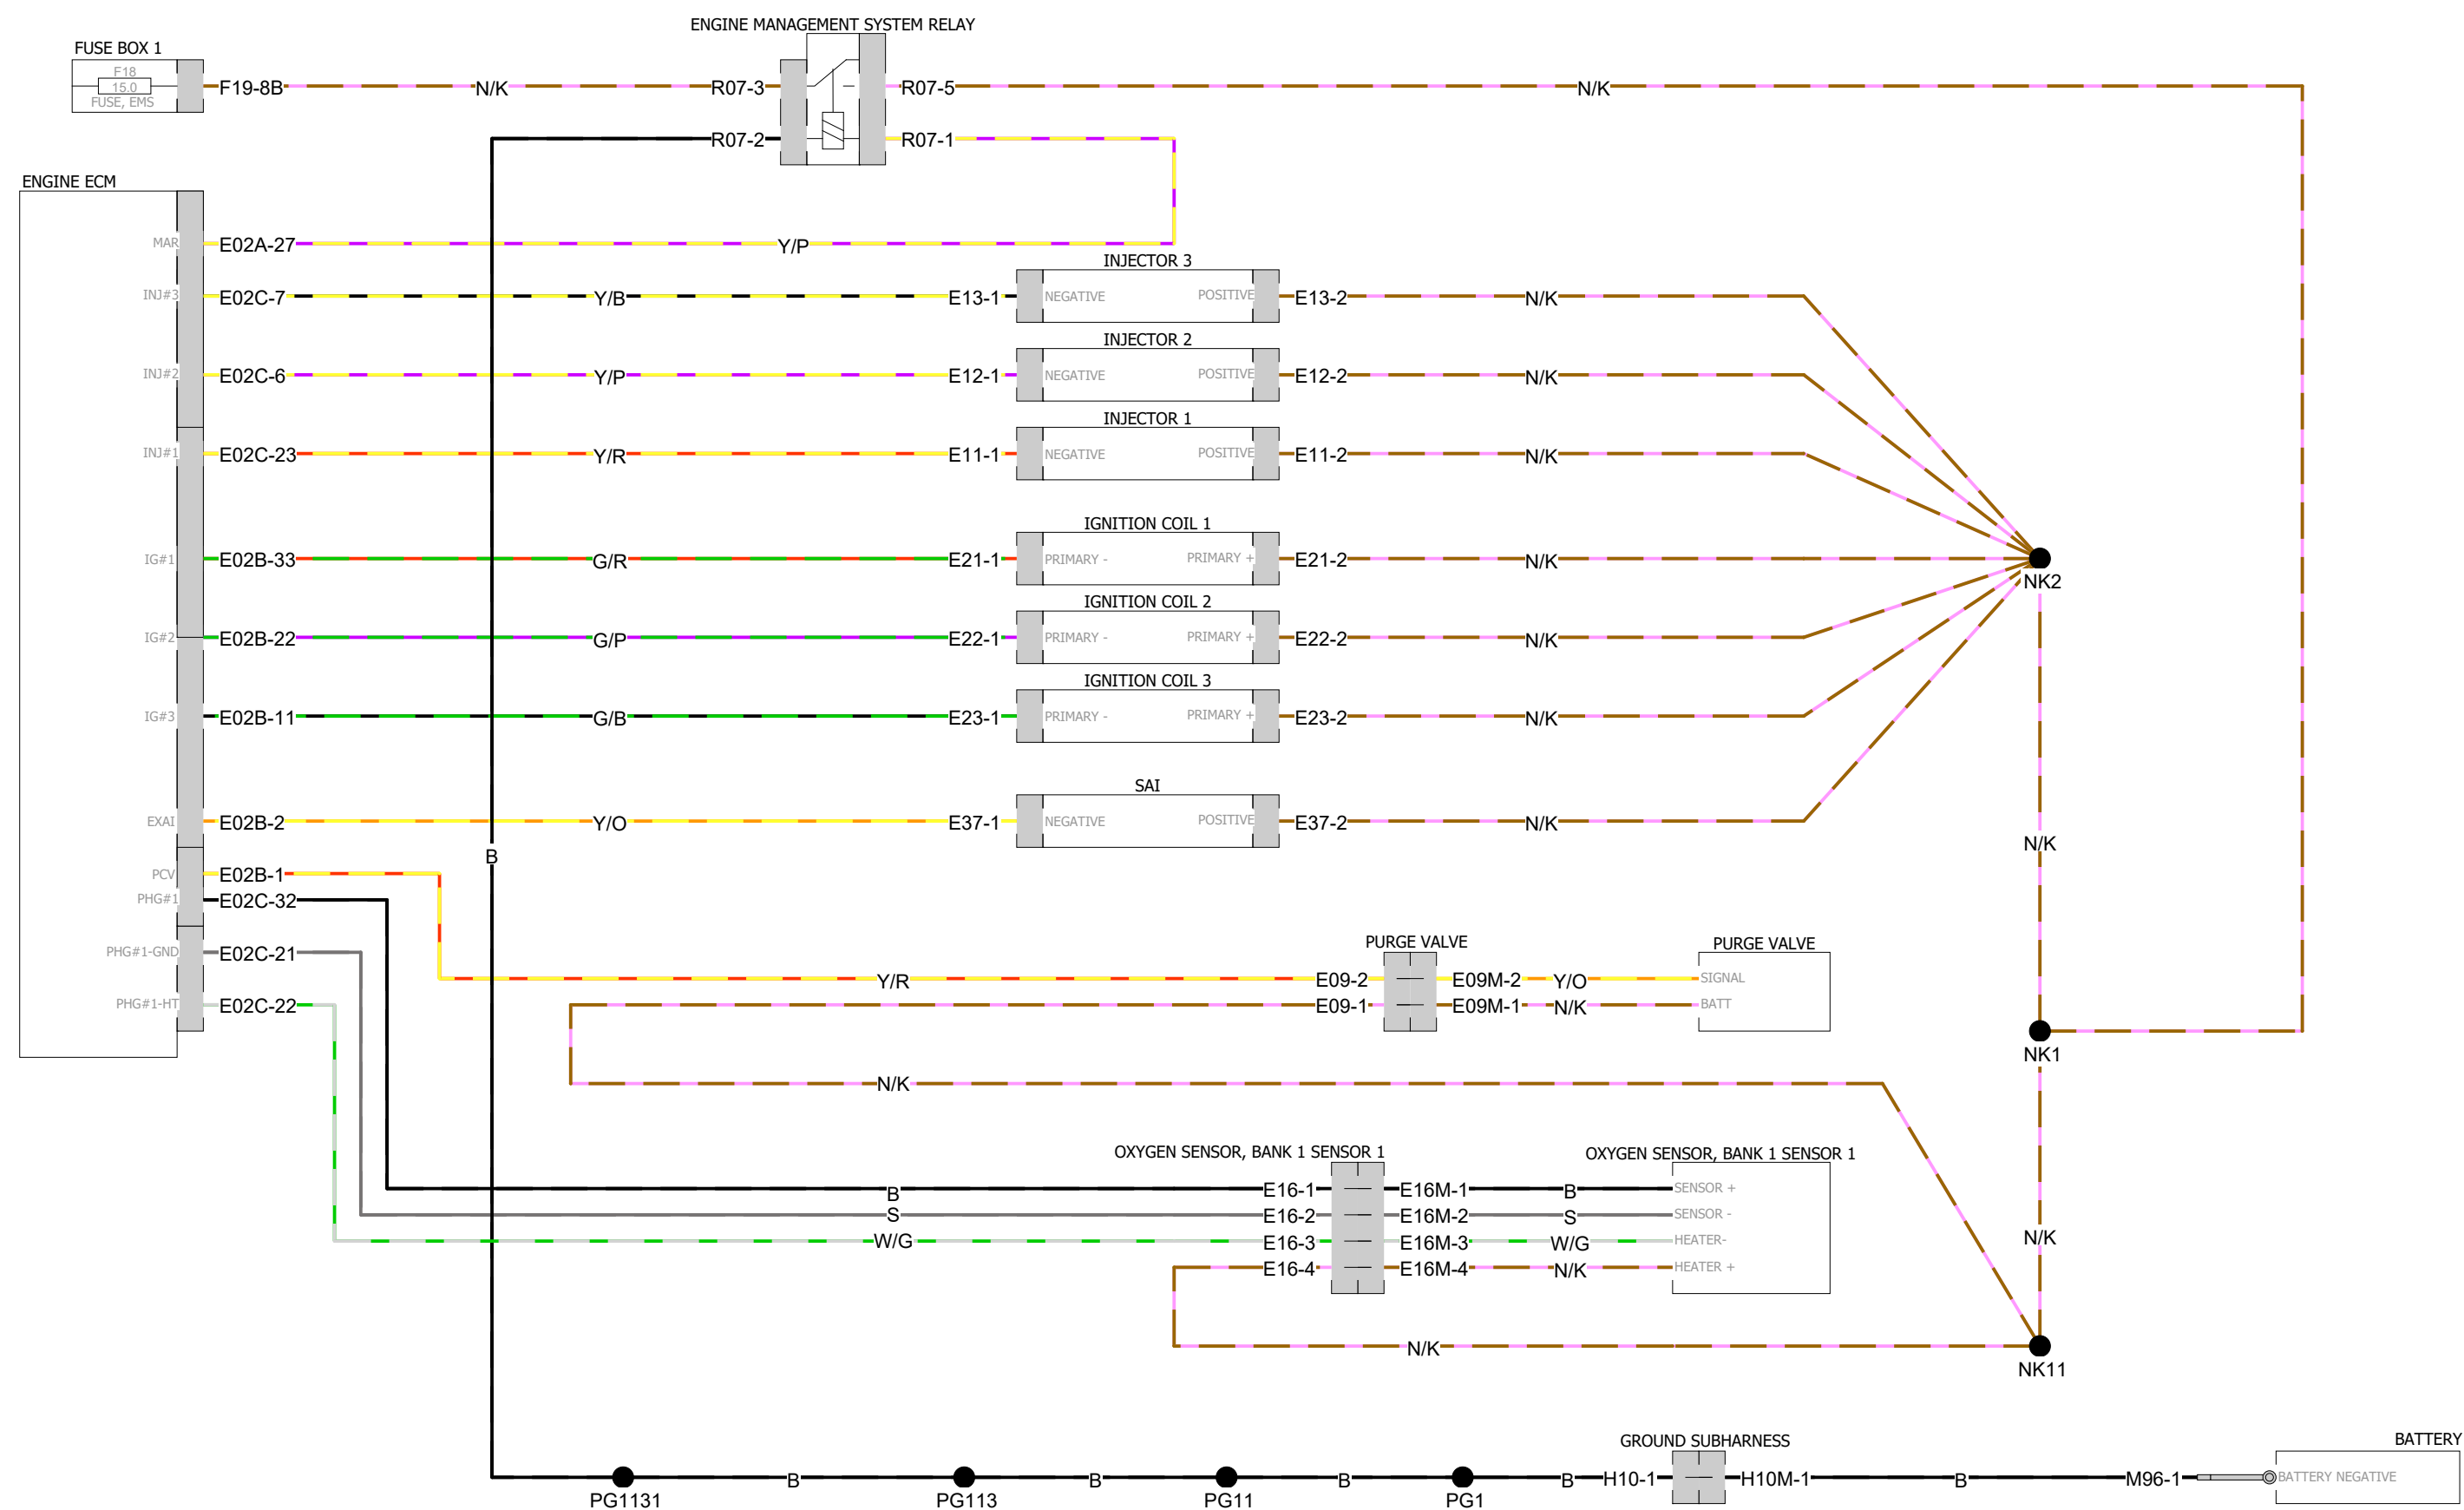 ENGINE MANAGEMENT SYSTEM RELAY
FUSE BOX 1
F18
15.0
FUSE, EMS
F19-8B N/K R07-3 R07-5 N/K
R07-2 R07-1
ENGINE ECM
MAR E02A-27 Y/P
INJECTOR 3
INJ#3 E02C-7 Y/B E13-1 NEGATIVE POSITIVE E13-2 N/K
INJECTOR 2
INJ#2 E02C-6 Y/P E12-1 NEGATIVE POSITIVE E12-2 N/K
INJECTOR 1
INJ#1 E02C-23 Y/R E11-1 NEGATIVE POSITIVE E11-2 N/K
IGNITION COIL 1
IG#1 E02B-33 G/R E21-1 PRIMARY - PRIMARY + E21-2 N/K
NK2
IGNITION COIL 2
IG#2 E02B-22 G/P E22-1 PRIMARY - PRIMARY + E22-2 N/K
IGNITION COIL 3
IG#3 E02B-11 G/B E23-1 PRIMARY - PRIMARY + E23-2 N/K
SAI
EXAI E02B-2 Y/O E37-1 NEGATIVE POSITIVE E37-2 N/K
N/K
B
PCV E02B-1
PHG#1 E02C-32
PURGE VALVE PURGE VALVE
PHG#1-GND E02C-21
Y/R E09-2 E09M-2 Y/O SIGNAL
PHG#1-HT E02C-22 E09-1 E09M-1 N/K BATT
NK1
N/K
OXYGEN SENSOR, BANK 1 SENSOR 1 OXYGEN SENSOR, BANK 1 SENSOR 1
B E16-1 E16M-1 B SENSOR +
S E16-2 E16M-2 S SENSOR -
W/G E16-3 E16M-3 W/G HEATER-
N/K
E16-4 E16M-4 N/K HEATER +
N/K
NK11
GROUND SUBHARNESS BATTERY
B B B B H10-1 H10M-1 B M96-1 BATTERY NEGATIVE
PG1131 PG113 PG11 PG1